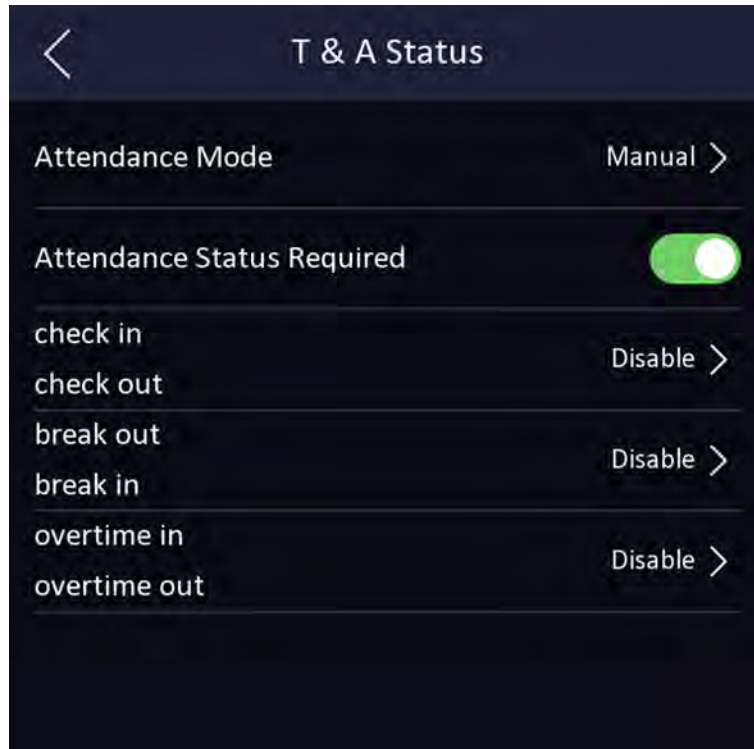 T & A Status
Attendance Mode
Manual
Attendance Status Required
check in
check out
Disable
break out
break in
Disable
overtime in
overtime out
Disable